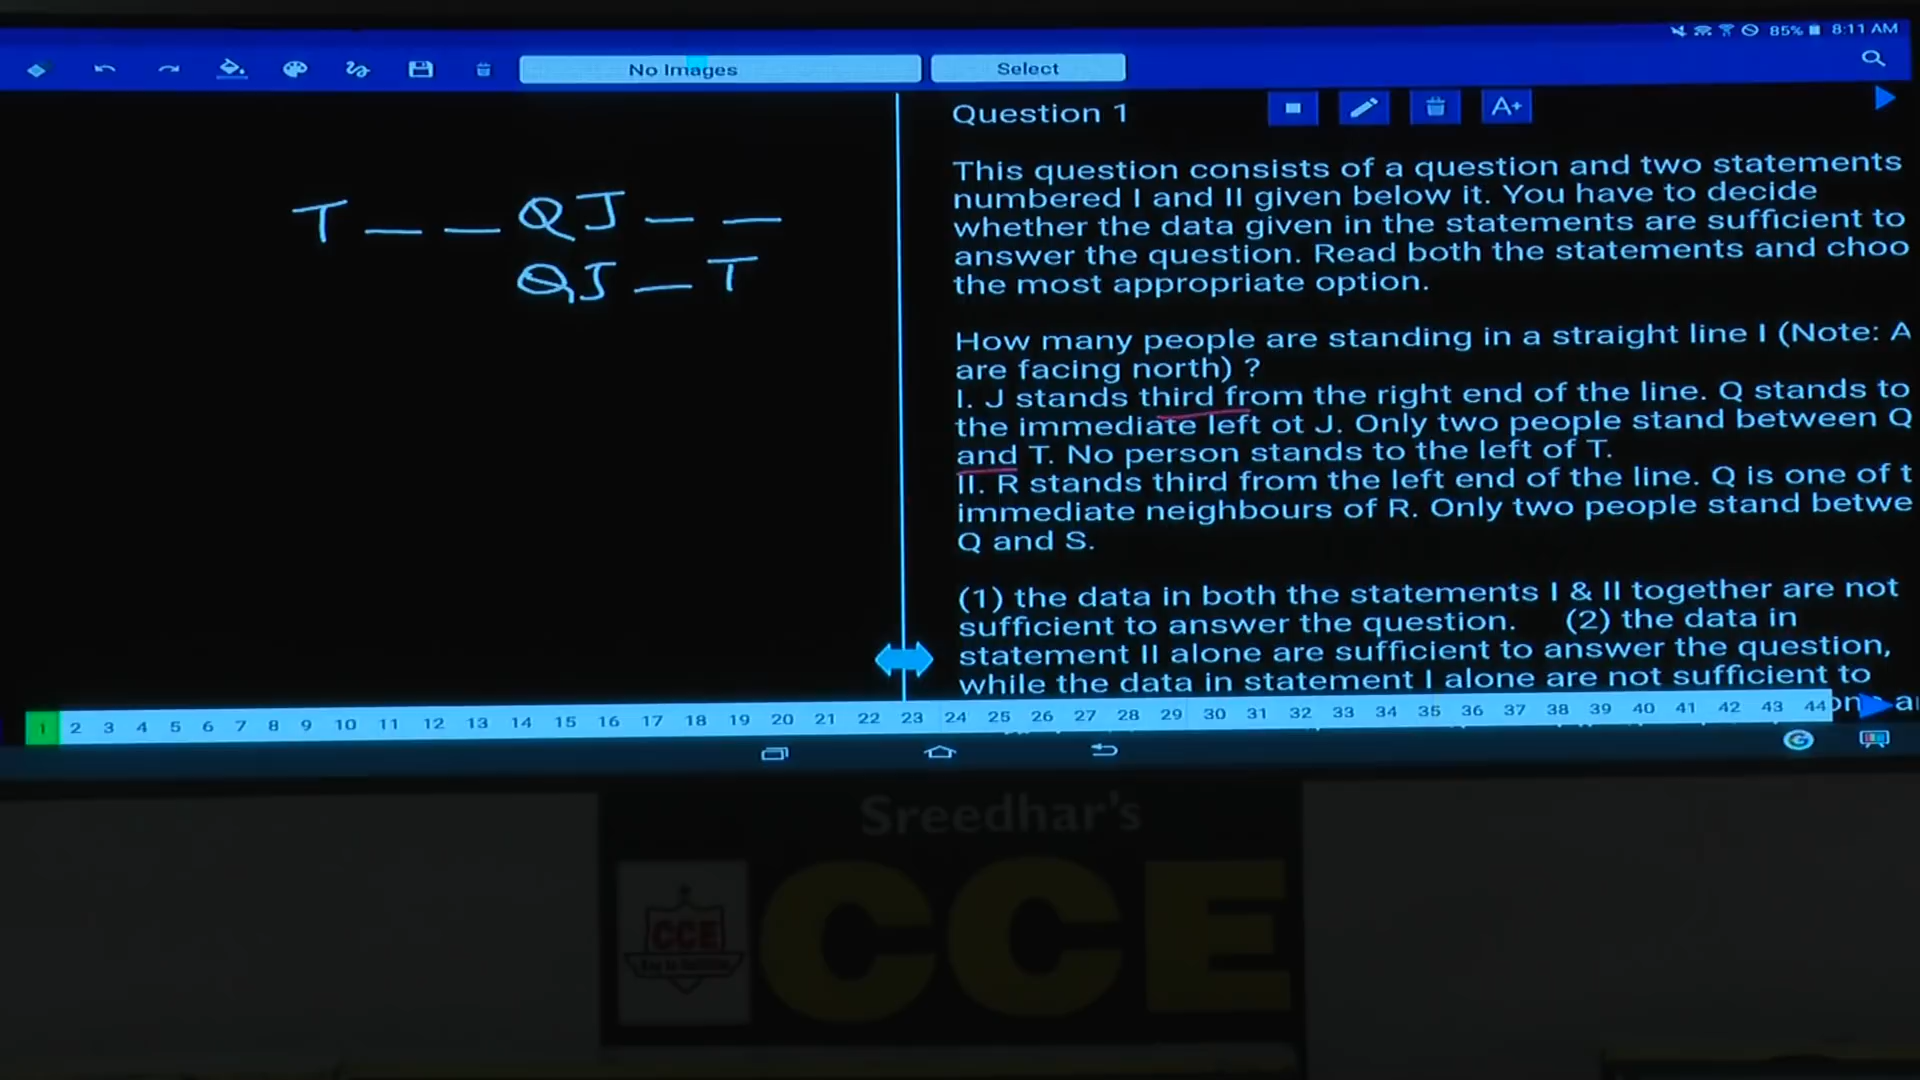 85% 8:11 AM
No Images Select
Question 1 A+
This question consists of a question and two statements
numbered I and II given below it. You have to decide
whether the data given in the statements are sufficient to
answer the question. Read both the statements and choo
the most appropriate option.
How many people are standing in a straight line I (Note: A
are facing north) ?
I. J stands third from the right end of the line. Q stands to
the immediate left ot J. Only two people stand between Q
and T. No person stands to the left of T.
II. R stands third from the left end of the line. Q is one of t
immediate neighbours of R. Only two people stand betwe
Q and S.
(1) the data in both the statements I & II together are not
sufficient to answer the question. (2) the data in
statement II alone are sufficient to answer the question,
while the data in statement I alone are not sufficient to
T _ _ Q J _ _
Q J _ T
1 2 3 4 5 6 7 8 9 10 11 12 13 14 15 16 17 18 19 20 21 22 23 24 25 26 27 28 29 30 31 32 33 34 35 36 37 38 39 40 41 42 43 44
Sreedhar's
CCE
CCE